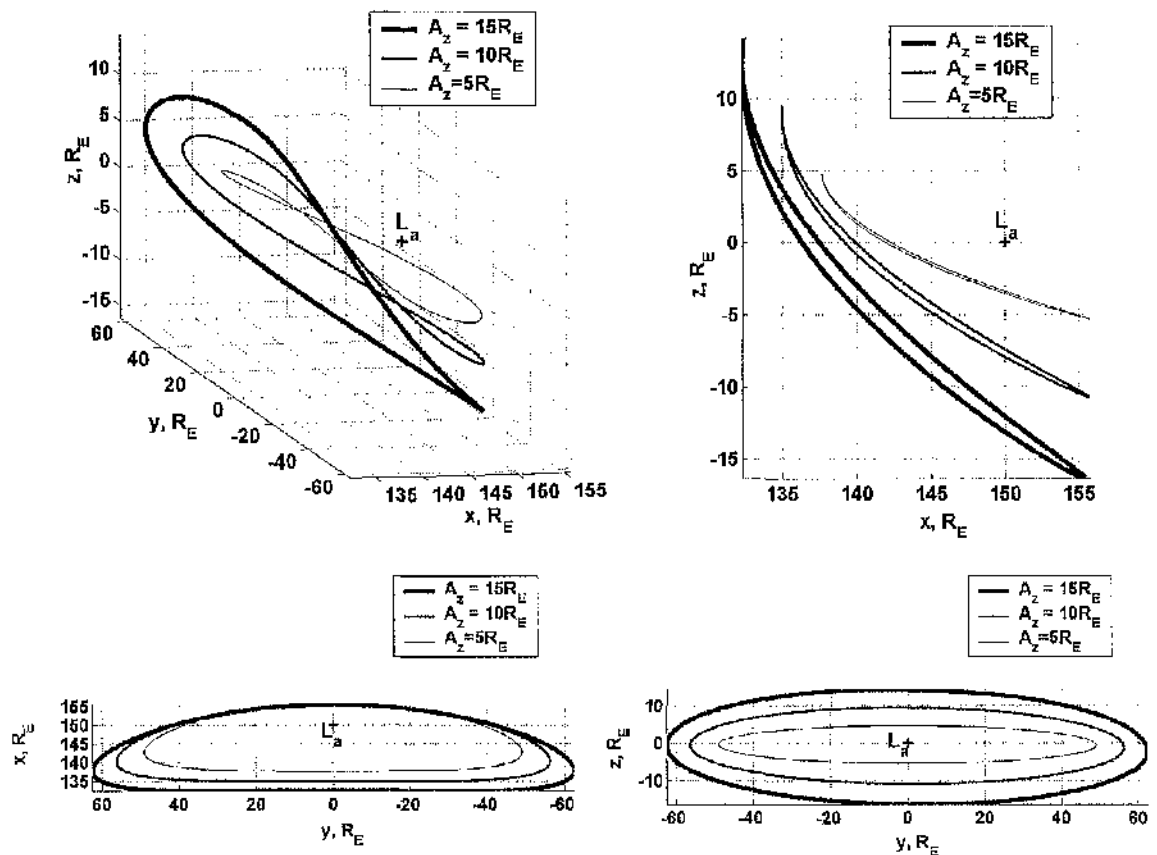 A_z = 15R_E
A_z = 10R_E
A_z=5R_E
10
5
0
-5
-10
-15
z, R_E
60
40
20
0
-20
-40
-60
y, R_E
135 140 145 160 155
x, R_E
L_a
A_z = 15R_E
A_z = 10R_E
A_z=5R_E
10
5
0
-5
-10
-15
z, R_E
L_a
135 140 145 150 155
x, R_E
A_z = 15R_E
A_z = 10R_E
A_z=5R_E
155
150
145
140
135
x, R_E
L_a
60 40 20 0 -20 -40 -60
y, R_E
A_z = 15R_E
A_z = 10R_E
A_z=5R_E
10
0
-10
z, R_E
L_a
-60 -40 -20 0 20 40 60
y, R_E